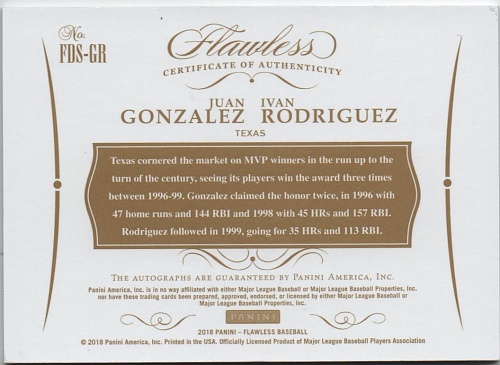 No.
FDS-GR
Flawless
CERTIFICATE OF AUTHENTICITY
JUAN IVAN
GONZALEZ RODRIGUEZ
TEXAS
Texas cornered the market on MVP winners in the run up to the
turn of the century, seeing its players win the award three times
between 1996-99. Gonzalez claimed the honor twice, in 1996 with
47 home runs and 144 RBI and 1998 with 45 HRs and 157 RBI.
Rodriguez followed in 1999, going for 35 HRs and 113 RBI.
THE AUTOGRAPHS ARE GUARANTEED BY PANINI AMERICA, INC.
Panini America, Inc. is no way affiliated with either Major League Baseball or Major League Baseball Properties, Inc.
nor have these trading cards been prepared, approved, endorsed, or licensed by either Major League Baseball or
Major League Baseball Properties, Inc.
PANINI
2018 PANINI – FLAWLESS BASEBALL
© 2018 Panini America, Inc. Printed in the USA. Officially Licensed Product of Major League Baseball Players Association